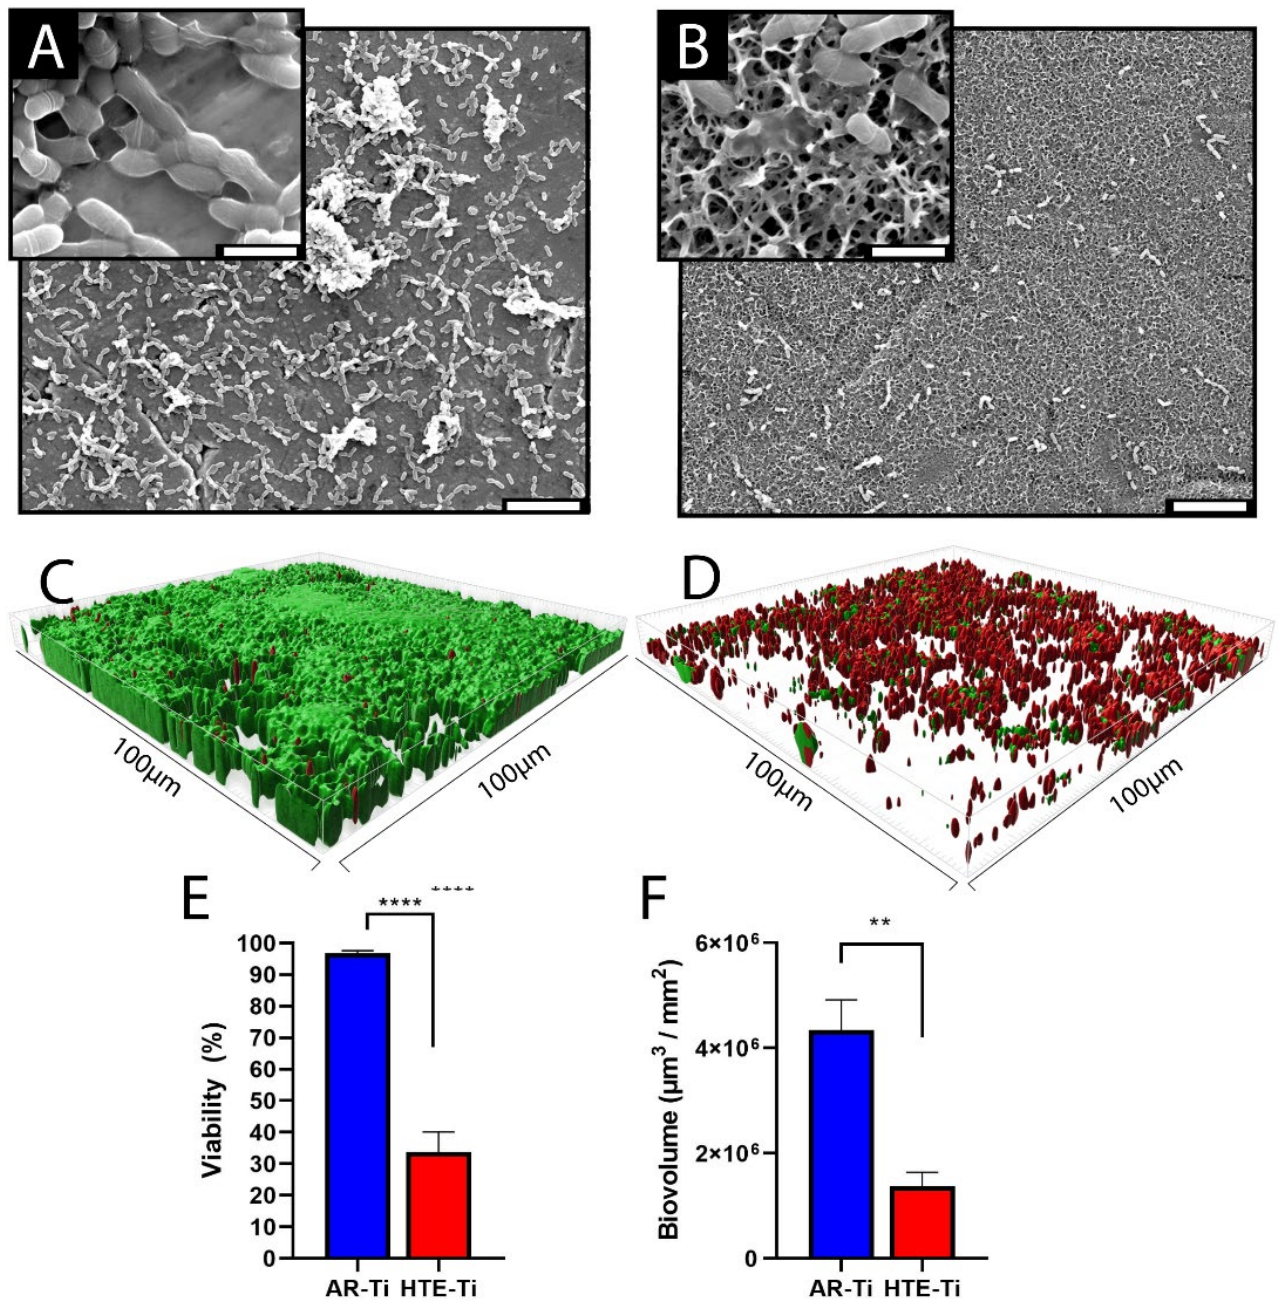 A
B
C
D
100µm
100µm
100µm
100µm
E
****
****
Viability (%)
100
90
80
70
60
50
40
30
20
10
0
AR-Ti HTE-Ti
F
**
Biovolume (µm³ / mm²)
6×10⁶
4×10⁶
2×10⁶
0
AR-Ti HTE-Ti